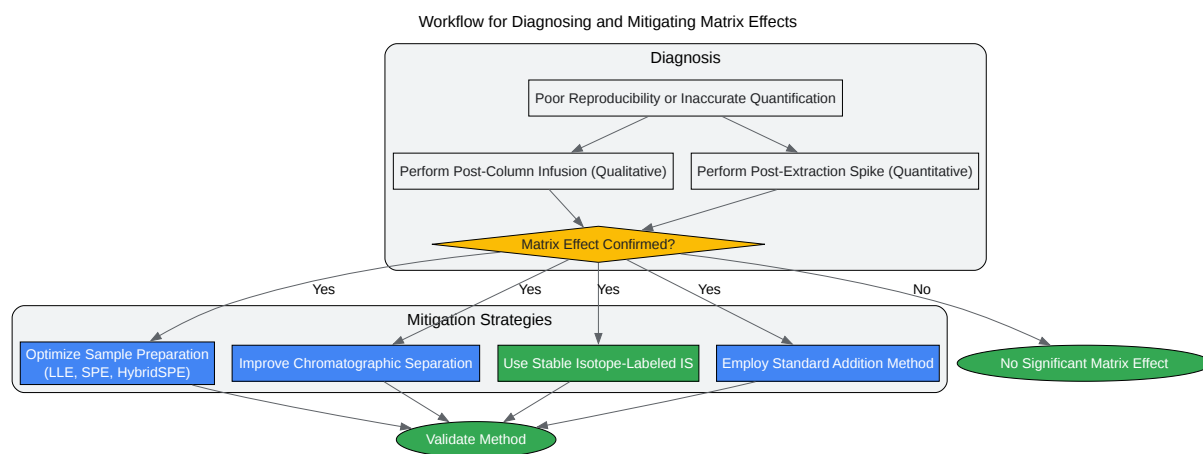 Workflow for Diagnosing and Mitigating Matrix Effects
Diagnosis
Poor Reproducibility or Inaccurate Quantification
Perform Post-Column Infusion (Qualitative)
Perform Post-Extraction Spike (Quantitative)
Matrix Effect Confirmed?
Yes
Yes
Yes
Yes
No
Mitigation Strategies
Optimize Sample Preparation
(LLE, SPE, HybridSPE)
Improve Chromatographic Separation
Use Stable Isotope-Labeled IS
Employ Standard Addition Method
No Significant Matrix Effect
Validate Method